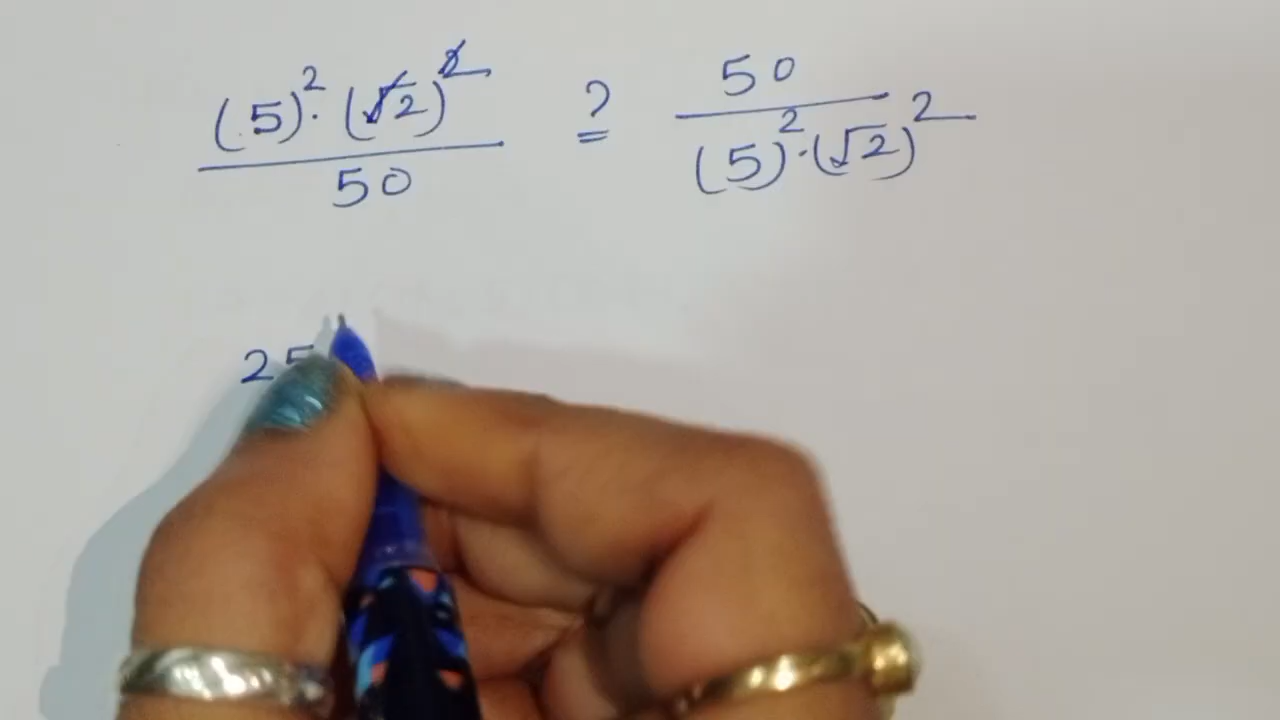 (5)². (√2)² / 50 ≟ 50 / (5)².(√2)²
25